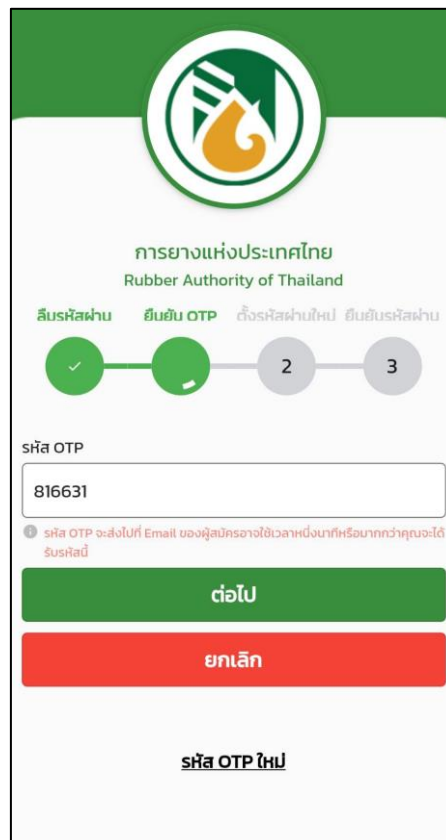 การยางแห่งประเทศไทย
Rubber Authority of Thailand
ลืมรหัสผ่าน ยืนยัน OTP ตั้งรหัสผ่านใหม่ ยืนยันรหัสผ่าน
2 3
รหัส OTP
816631
รหัส OTP จะส่งไปที่ Email ของผู้สมัครอาจใช้เวลาหนึ่งนาทีหรือมากกว่าคุณจะได้
รับรหัสนี้
ต่อไป
ยกเลิก
รหัส OTP ใหม่